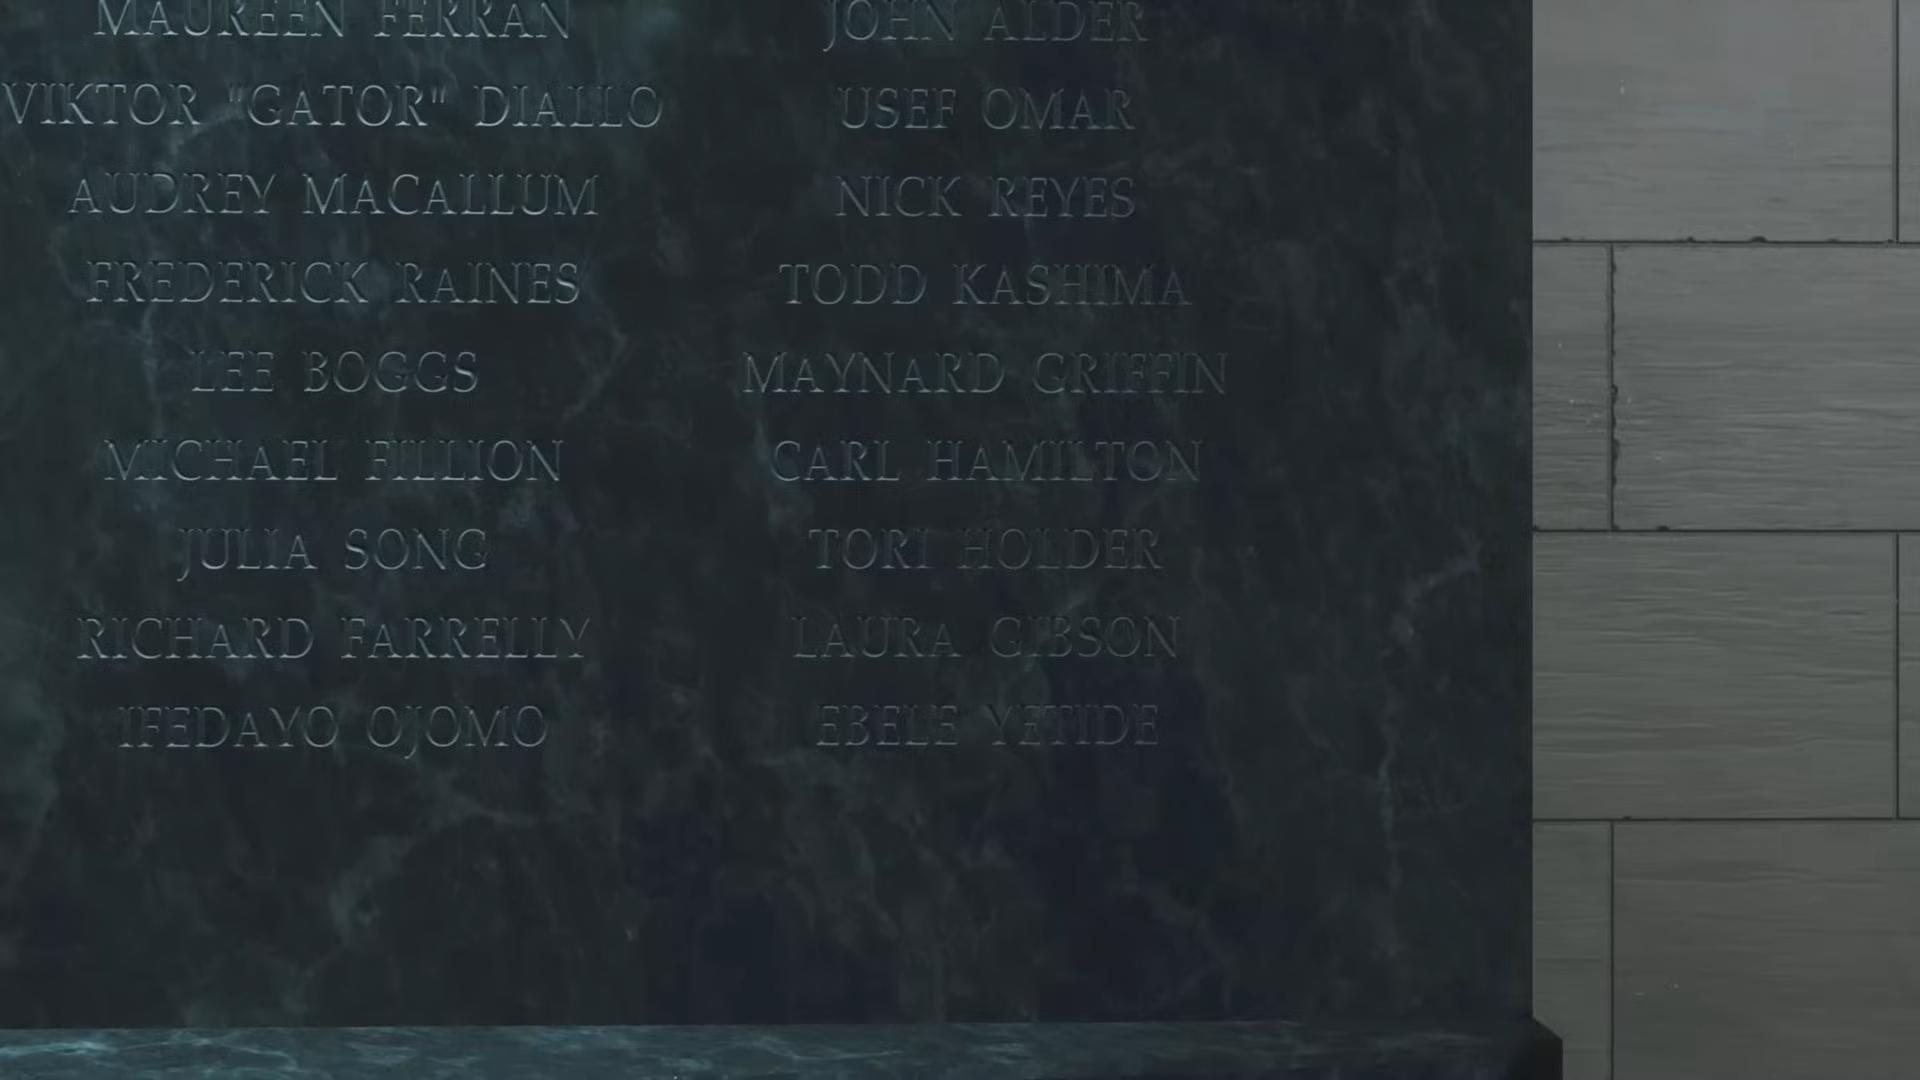 MAUREEN FERRAN
VIKTOR "GATOR" DIALLO
AUDREY MACALLUM
FREDERICK RAINES
LEE BOGGS
MICHAEL FILLION
JULIA SONG
RICHARD FARRELLY
IFEDAYO OJOMO
JOHN ALDER
USEF OMAR
NICK REYES
TODD KASHIMA
MAYNARD GRIFFIN
CARL HAMILTON
TORI HOLDER
LAURA GIBSON
EBELE YETIDE